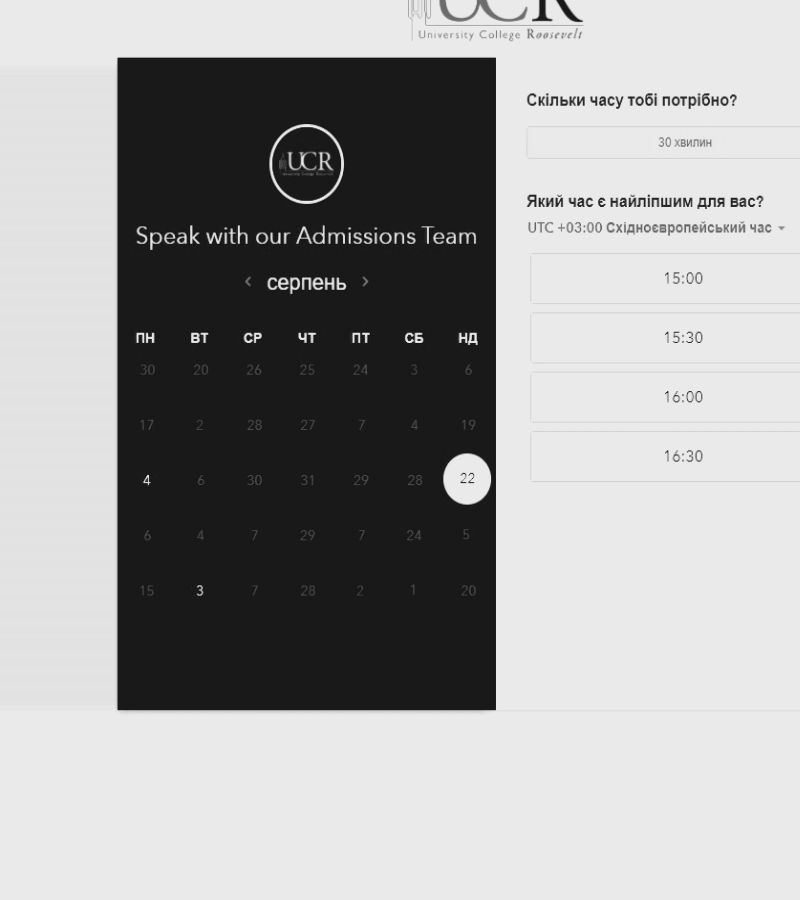 UCR
University College Roosevelt
UCR
Speak with our Admissions Team
‹ серпень ›
ПН ВТ СР ЧТ ПТ СБ НД
30 20 26 25 24 3 6
17 2 28 27 7 4 19
4 6 30 31 29 28 22
6 4 7 29 7 24 5
15 3 7 28 2 1 20
Скільки часу тобі потрібно?
30 хвилин
Який час є найліпшим для вас?
UTC +03:00 Східноєвропейський час
15:00
15:30
16:00
16:30